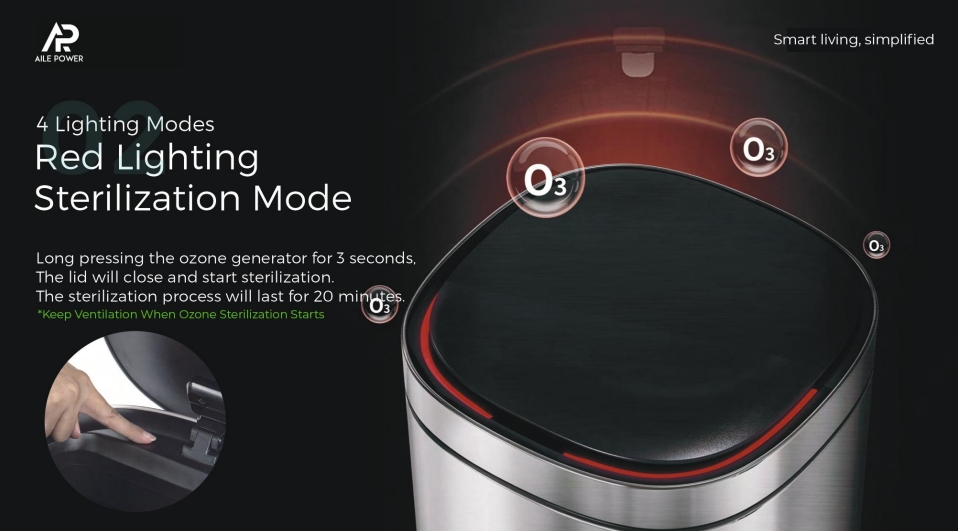 AILE POWER
Smart living, simplified
02
4 Lighting Modes
Red Lighting
Sterilization Mode
Long pressing the ozone generator for 3 seconds,
The lid will close and start sterilization.
The sterilization process will last for 20 minutes.
*Keep Ventilation When Ozone Sterilization Starts
O3
O3
O3
O3